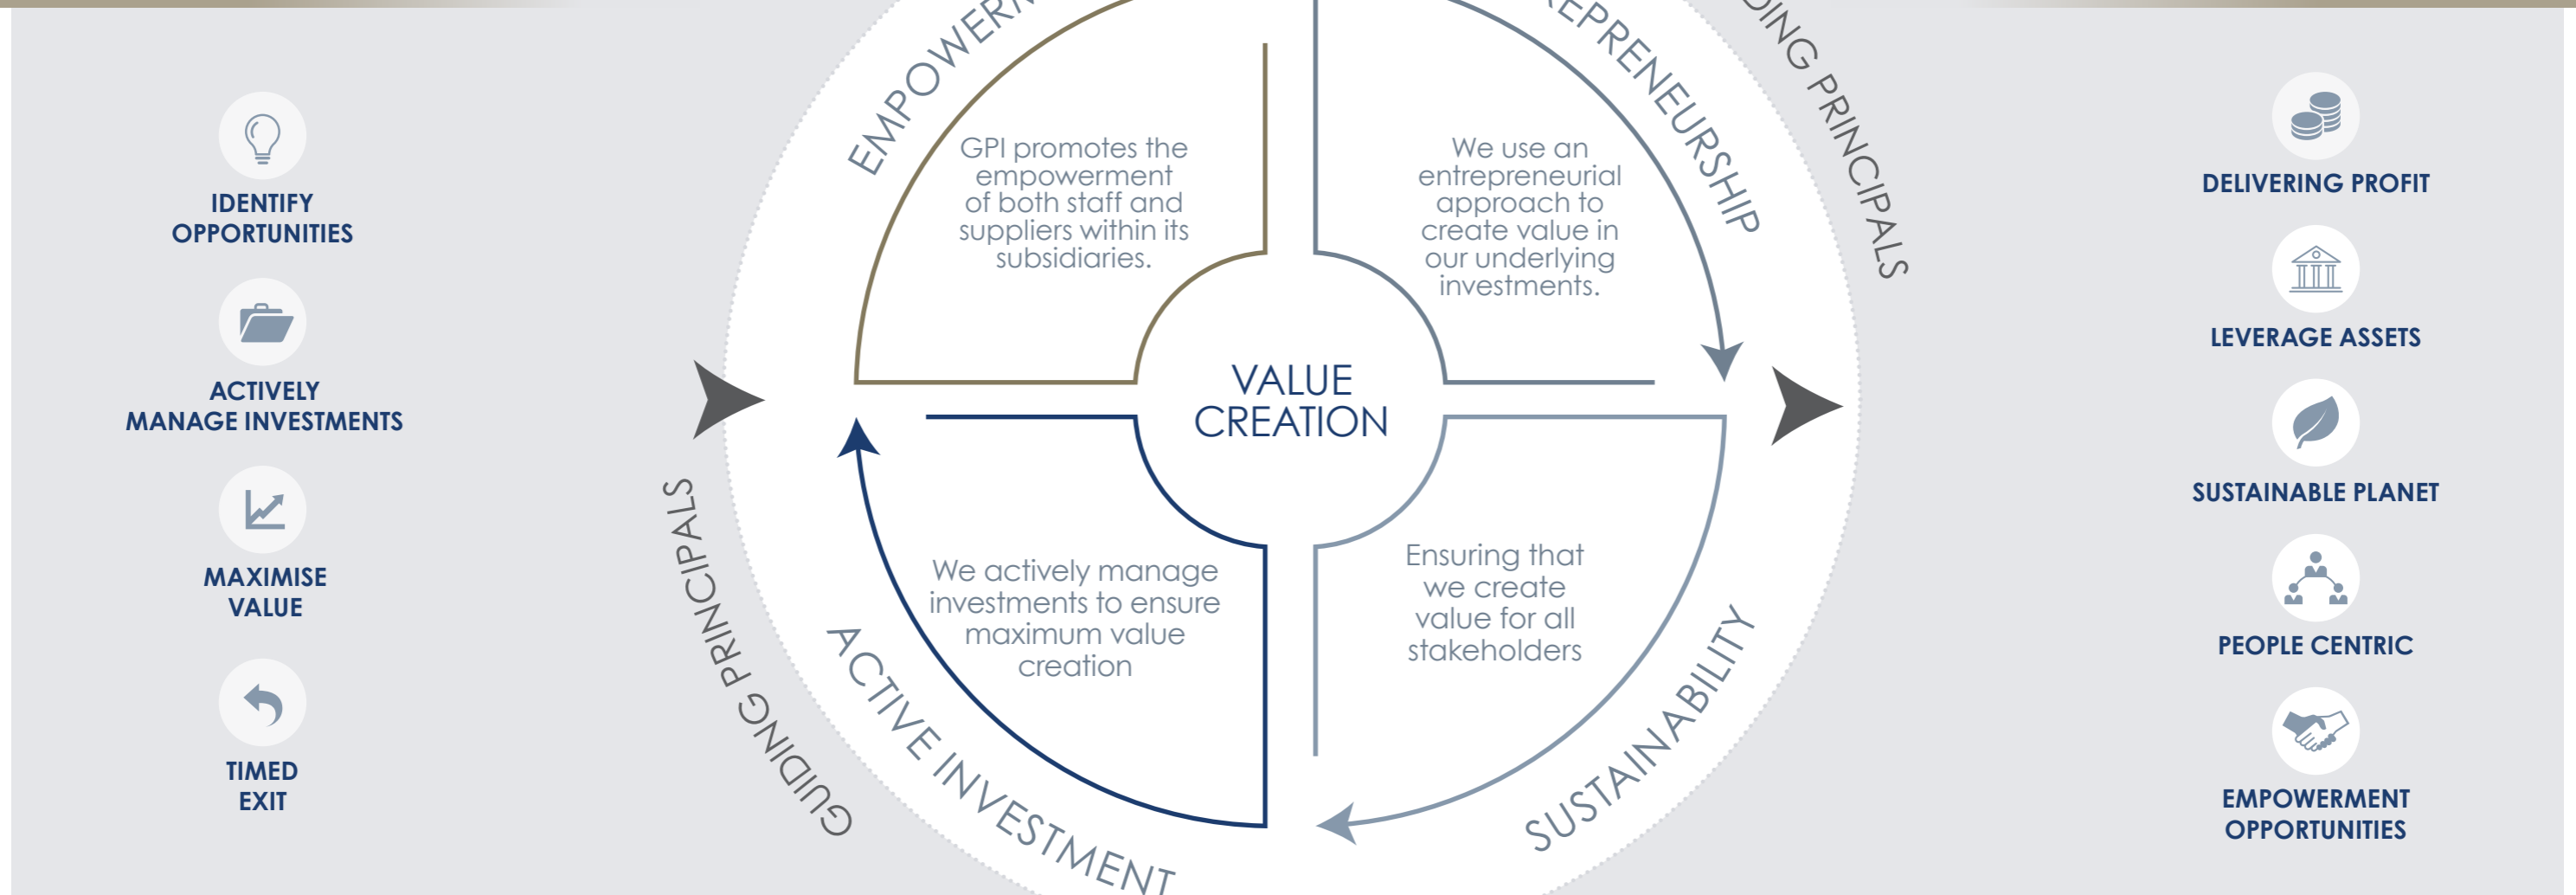 IDENTIFY
OPPORTUNITIES
ACTIVELY
MANAGE INVESTMENTS
MAXIMISE
VALUE
TIMED
EXIT
GUIDING PRINCIPALS
GPI promotes the
empowerment
of both staff and
suppliers within its
subsidiaries.
We use an
entrepreneurial
approach to
create value in
our underlying
investments.
REPRENEURSHIP
DING PRINCIPALS
VALUE
CREATION
We actively manage
investments to ensure
maximum value
creation
ACTIVE INVESTMENT
Ensuring that
we create
value for all
stakeholders
SUSTAINABILITY
DELIVERING PROFIT
LEVERAGE ASSETS
SUSTAINABLE PLANET
PEOPLE CENTRIC
EMPOWERMENT
OPPORTUNITIES